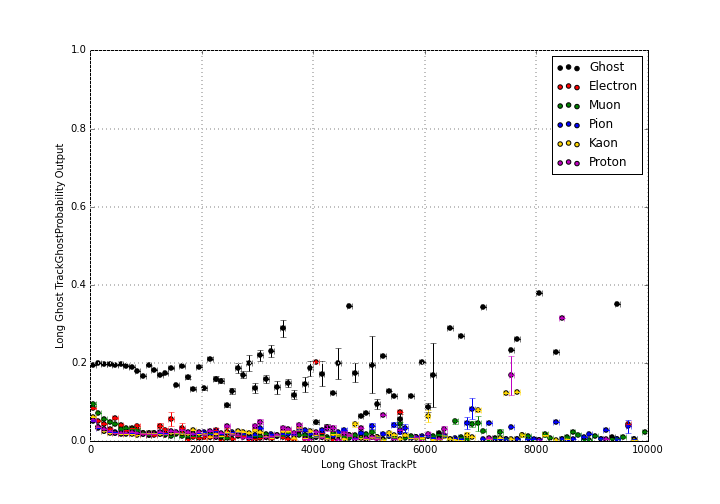 1.0
0.8
0.6
0.4
0.2
0.0
Long Ghost TrackGhostProbability Output
Ghost
Electron
Muon
Pion
Kaon
Proton
0 2000 4000 6000 8000 10000
Long Ghost TrackPt